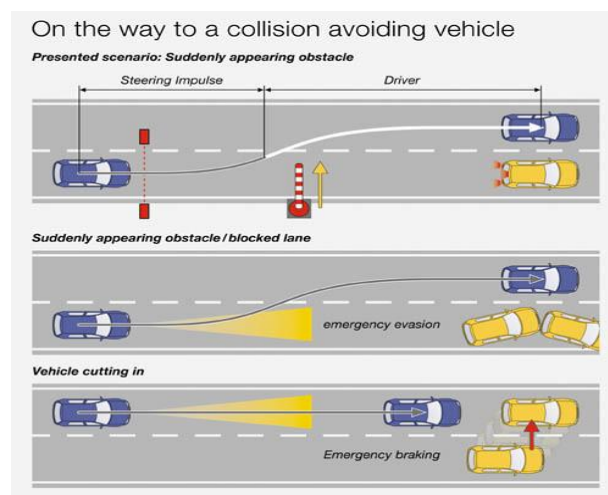 On the way to a collision avoiding vehicle
Presented scenario: Suddenly appearing obstacle
Steering Impulse
Driver
Suddenly appearing obstacle/blocked lane
emergency evasion
Vehicle cutting in
Emergency braking